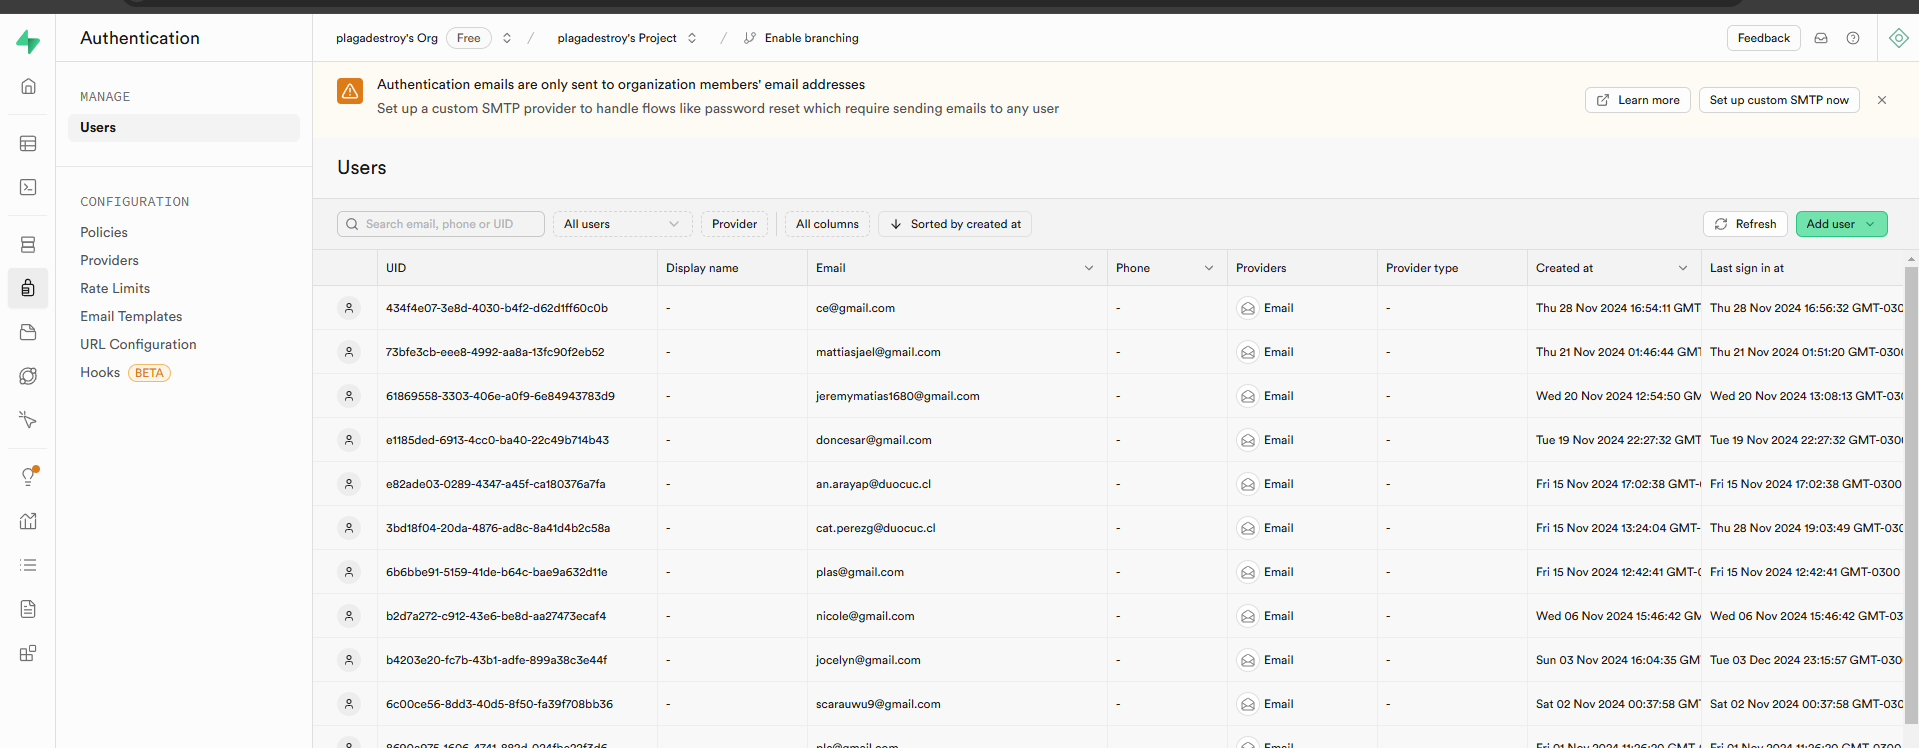 Authentication
plagadestroy's Org Free / plagadestroy's Project / Enable branching
Feedback
MANAGE
Users
CONFIGURATION
Policies
Providers
Rate Limits
Email Templates
URL Configuration
Hooks BETA
Authentication emails are only sent to organization members' email addresses
Set up a custom SMTP provider to handle flows like password reset which require sending emails to any user
Learn more
Set up custom SMTP now
Users
Search email, phone or UID All users Provider All columns Sorted by created at Refresh Add user
UID Display name Email Phone Providers Provider type Created at Last sign in at
434f4e07-3e8d-4030-b4f2-d62d1ff60c0b - ce@gmail.com - Email - Thu 28 Nov 2024 16:54:11 GMT Thu 28 Nov 2024 16:56:32 GMT-030
73bfe3cb-eee8-4992-aa8a-13fc90f2eb52 - mattiasjael@gmail.com - Email - Thu 21 Nov 2024 01:46:44 GMT Thu 21 Nov 2024 01:51:20 GMT-0300
61869558-3303-406e-a0f9-6e84943783d9 - jeremymatias1680@gmail.com - Email - Wed 20 Nov 2024 12:54:50 GM Wed 20 Nov 2024 13:08:13 GMT-030
e1185ded-6913-4cc0-ba40-22c49b714b43 - doncesar@gmail.com - Email - Tue 19 Nov 2024 22:27:32 GMT Tue 19 Nov 2024 22:27:32 GMT-030
e82ade03-0289-4347-a45f-ca180376a7fa - an.arayap@duocuc.cl - Email - Fri 15 Nov 2024 17:02:38 GMT- Fri 15 Nov 2024 17:02:38 GMT-0300
3bd18f04-20da-4876-ad8c-8a41d4b2c58a - cat.perezg@duocuc.cl - Email - Fri 15 Nov 2024 13:24:04 GMT- Thu 28 Nov 2024 19:03:49 GMT-030
6b6bbe91-5159-41de-b64c-bae9a632d11e - plas@gmail.com - Email - Fri 15 Nov 2024 12:42:41 GMT- Fri 15 Nov 2024 12:42:41 GMT-0300
b2d7a272-c912-43e6-be8d-aa27473ecaf4 - nicole@gmail.com - Email - Wed 06 Nov 2024 15:46:42 GM Wed 06 Nov 2024 15:46:42 GMT-03
b4203e20-fc7b-43b1-adfe-899a38c3e44f - jocelyn@gmail.com - Email - Sun 03 Nov 2024 16:04:35 GM Tue 03 Dec 2024 23:15:57 GMT-030
6c00ce56-8dd3-40d5-8f50-fa39f708bb36 - scarauwu9@gmail.com - Email - Sat 02 Nov 2024 00:37:58 GMT Sat 02 Nov 2024 00:37:58 GMT-030